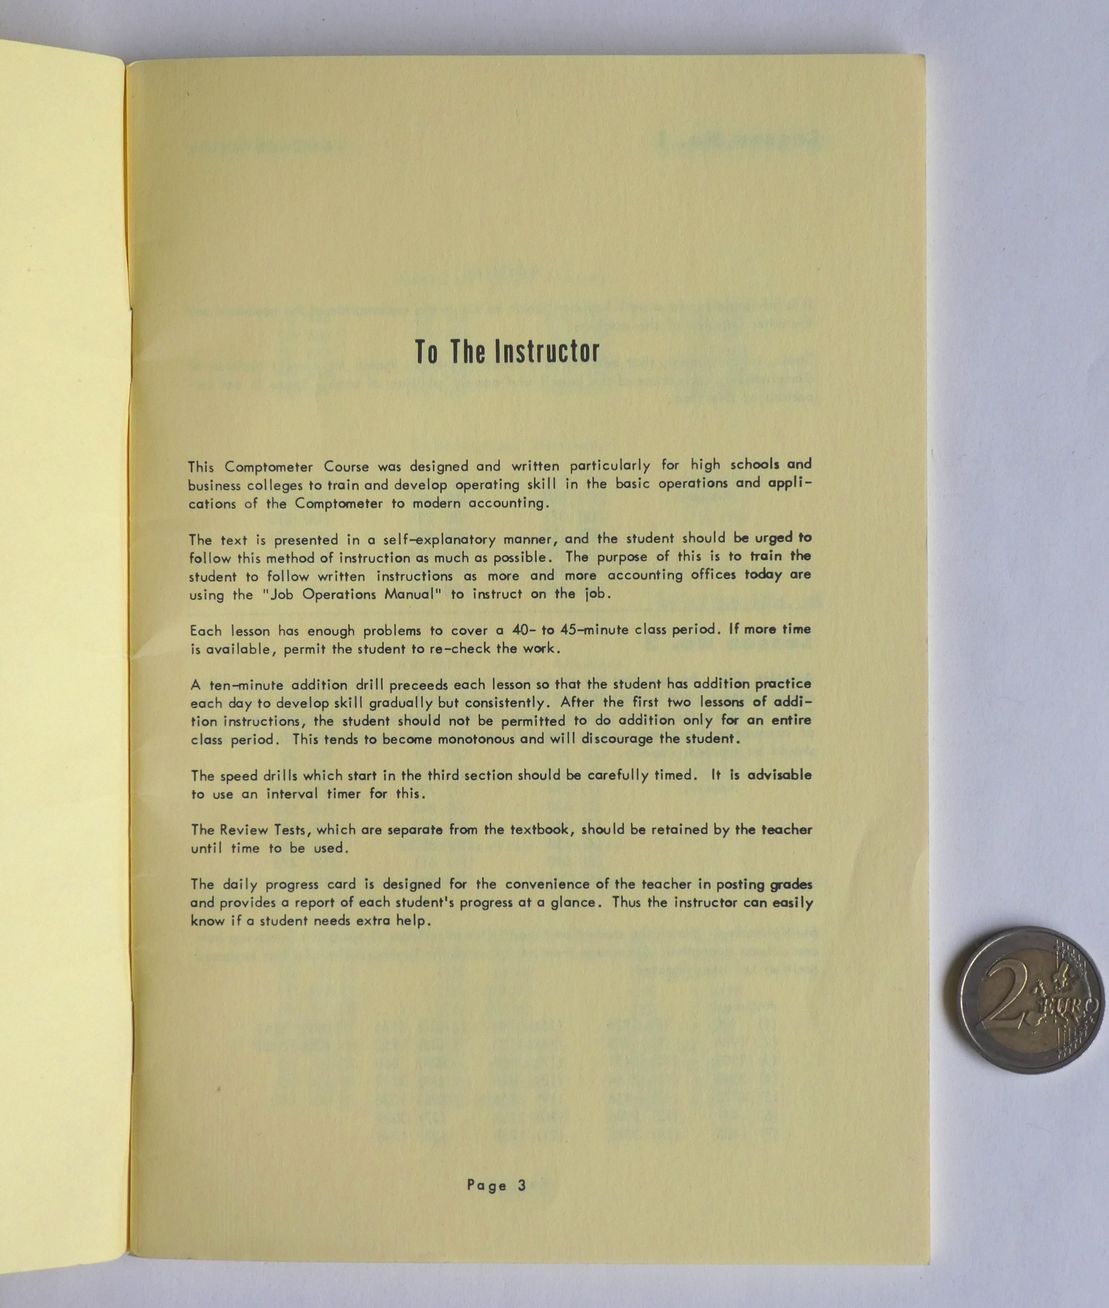 To The Instructor
This Comptometer Course was designed and written particularly for high schools and
business colleges to train and develop operating skill in the basic operations and appli-
cations of the Comptometer to modern accounting.
The text is presented in a self-explanatory manner, and the student should be urged to
follow this method of instruction as much as possible. The purpose of this is to train the
student to follow written instructions as more and more accounting offices today are
using the "Job Operations Manual" to instruct on the job.
Each lesson has enough problems to cover a 40- to 45-minute class period. If more time
is available, permit the student to re-check the work.
A ten-minute addition drill preceeds each lesson so that the student has addition practice
each day to develop skill gradually but consistently. After the first two lessons of addi-
tion instructions, the student should not be permitted to do addition only for an entire
class period. This tends to become monotonous and will discourage the student.
The speed drills which start in the third section should be carefully timed. It is advisable
to use an interval timer for this.
The Review Tests, which are separate from the textbook, should be retained by the teacher
until time to be used.
The daily progress card is designed for the convenience of the teacher in posting grades
and provides a report of each student's progress at a glance. Thus the instructor can easily
know if a student needs extra help.
Page 3
2 EURO